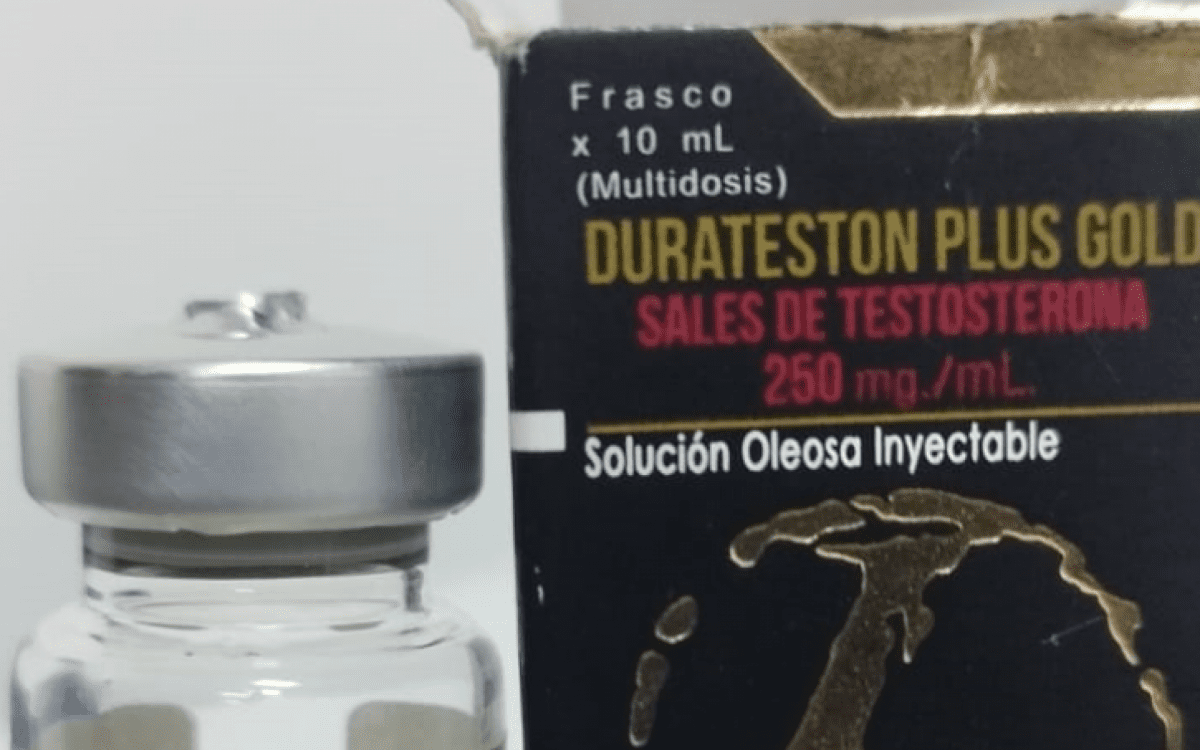 Frasco
x 10 mL
(Multidosis)
DURATESTON PLUS GOLD
SALES DE TESTOSTERONA
250 mg./mL.
Solución Oleosa Inyectable